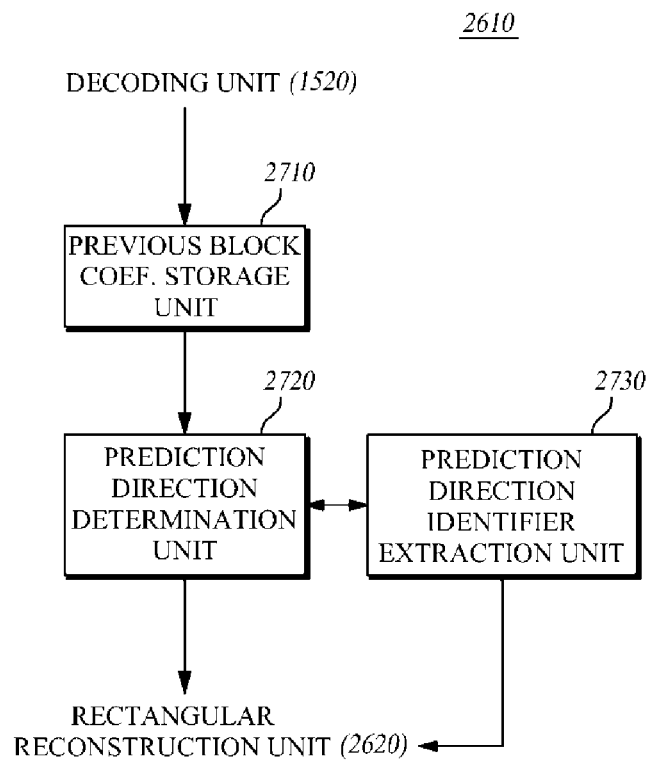 2610
DECODING UNIT (1520)
2710
PREVIOUS BLOCK
COEF. STORAGE
UNIT
2720
2730
PREDICTION
DIRECTION
DETERMINATION
UNIT
PREDICTION
DIRECTION
IDENTIFIER
EXTRACTION UNIT
RECTANGULAR
RECONSTRUCTION UNIT (2620)